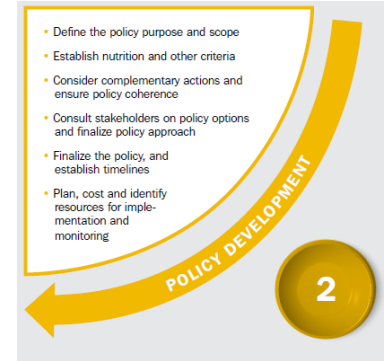 • Define the policy purpose and scope
• Establish nutrition and other criteria
• Consider complementary actions and
ensure policy coherence
• Consult stakeholders on policy options
and finalize policy approach
• Finalize the policy, and
establish timelines
• Plan, cost and identify
resources for imple-
mentation and
monitoring
POLICY DEVELOPMENT
2